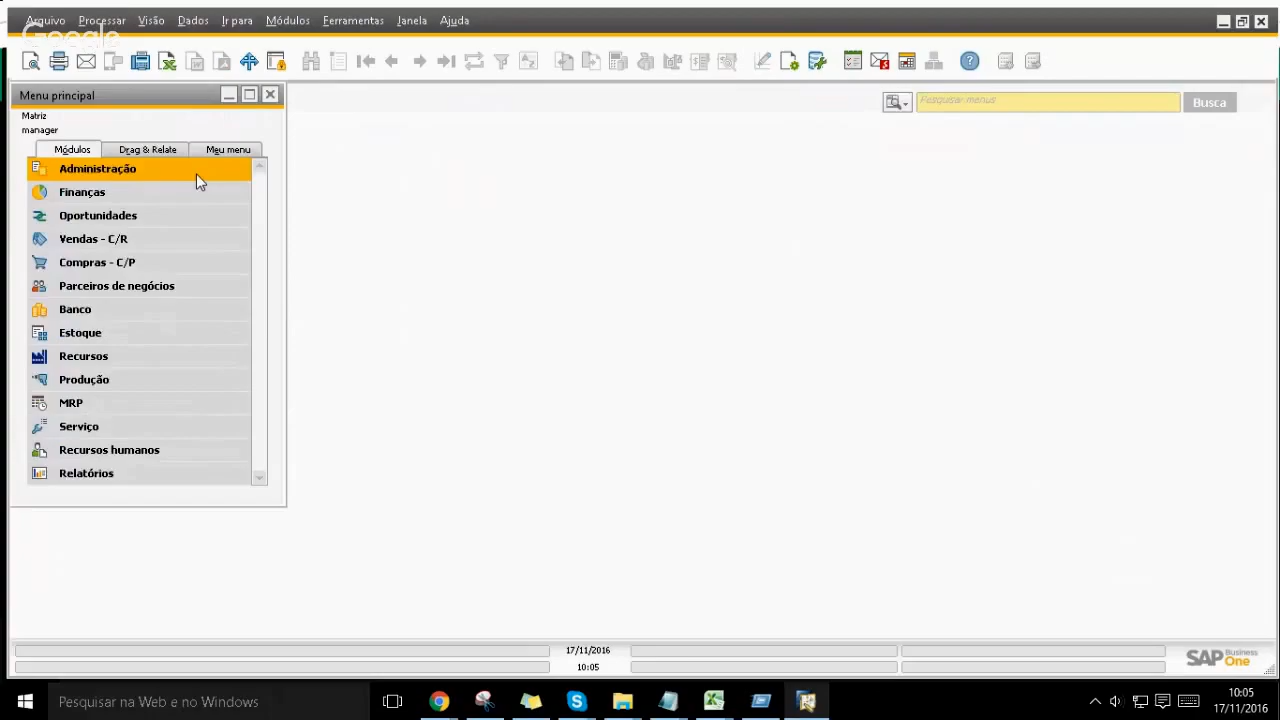 Arquivo Processar Visão Dados Ir para Módulos Ferramentas Janela Ajuda
Google
Menu principal
Pesquisar menus
Busca
Matriz
manager
Módulos Drag & Relate Meu menu
Administração
Finanças
Oportunidades
Vendas - C/R
Compras - C/P
Parceiros de negócios
Banco
Estoque
Recursos
Produção
MRP
Serviço
Recursos humanos
Relatórios
17/11/2016
10:05
SAP Business One
Pesquisar na Web e no Windows
10:05
17/11/2016